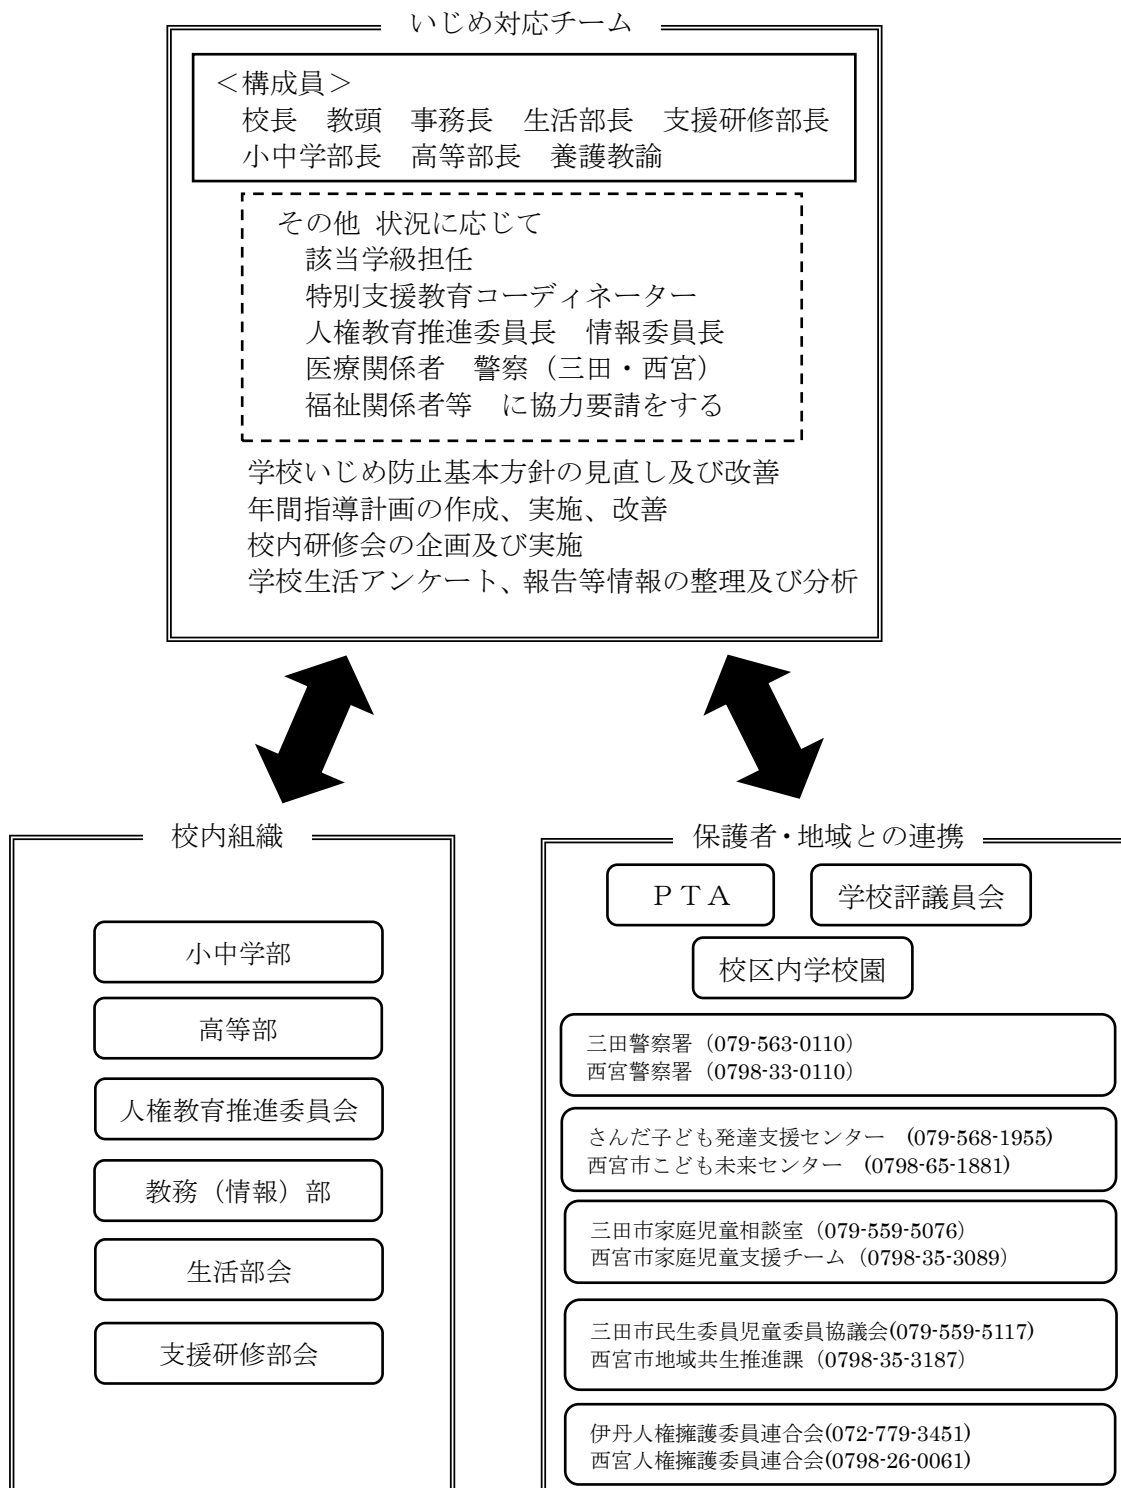 いじめ対応チーム
＜構成員＞
校長　教頭　事務長　生活部長　支援研修部長
小中学部長　高等部長　養護教諭
その他 状況に応じて
該当学級担任
特別支援教育コーディネーター
人権教育推進委員長　情報委員長
医療関係者　警察（三田・西宮）
福祉関係者等　に協力要請をする
学校いじめ防止基本方針の見直し及び改善
年間指導計画の作成、実施、改善
校内研修会の企画及び実施
学校生活アンケート、報告等情報の整理及び分析
校内組織
小中学部
高等部
人権教育推進委員会
教務（情報）部
生活部会
支援研修部会
保護者・地域との連携
ＰＴＡ
学校評議員会
校区内学校園
三田警察署（079-563-0110）
西宮警察署（0798-33-0110）
さんだ子ども発達支援センター　(079-568-1955)
西宮市こども未来センター　(0798-65-1881)
三田市家庭児童相談室（079-559-5076）
西宮市家庭児童支援チーム（0798-35-3089）
三田市民生委員児童委員協議会(079-559-5117)
西宮市地域共生推進課（0798-35-3187）
伊丹人権擁護委員連合会(072-779-3451)
西宮人権擁護委員連合会(0798-26-0061)